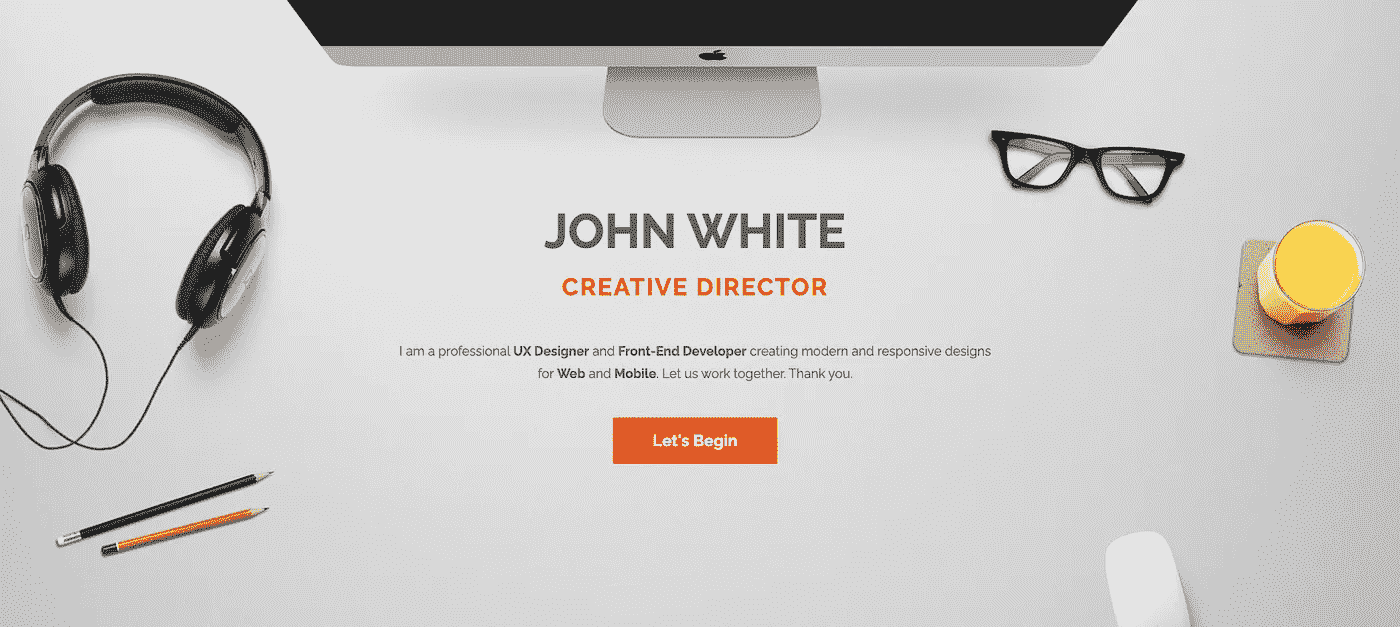 JOHN WHITE
CREATIVE DIRECTOR
I am a professional UX Designer and Front-End Developer creating modern and responsive designs
for Web and Mobile. Let us work together. Thank you.
Let's Begin